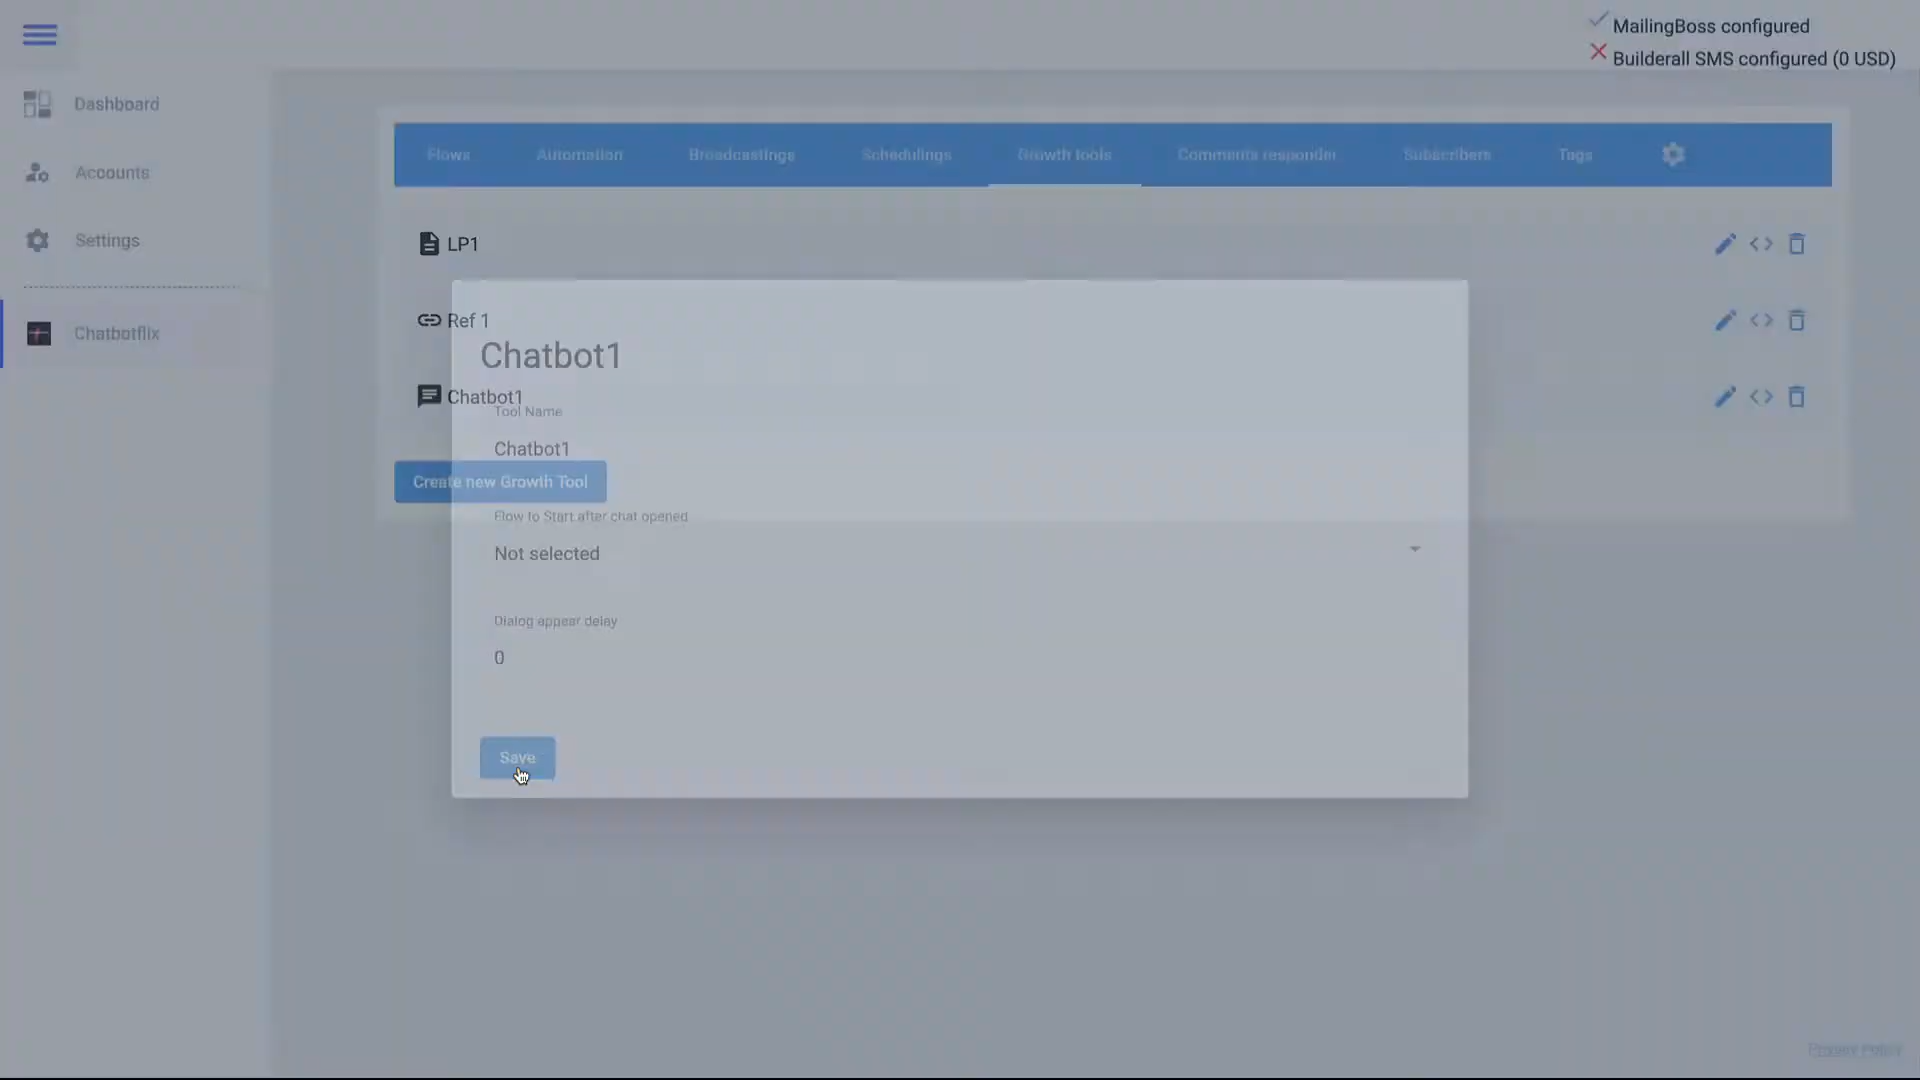 MailingBoss configured
Builderall SMS configured (0 USD)
Dashboard
Accounts
Settings
Chatbotflix
Flows Automation Broadcastings Schedulings Growth tools Comments responder Subscribers Tags
LP1
Ref 1
Chatbot1
Chatbot1
Tool Name
Chatbot1
Create new Growth Tool
Flow to Start after chat opened
Not selected
Dialog appear delay
0
Save
Privacy Policy